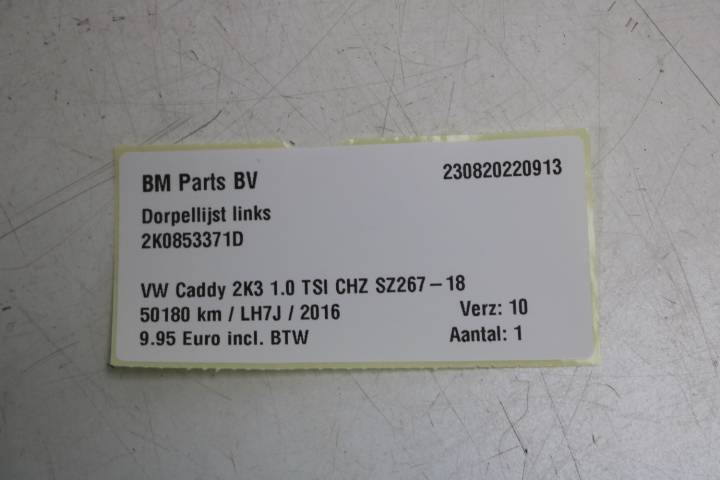 BM Parts BV 230820220913
Dorpellijst links
2K0853371D
VW Caddy 2K3 1.0 TSI CHZ SZ267-18
50180 km / LH7J / 2016 Verz: 10
9.95 Euro incl. BTW Aantal: 1